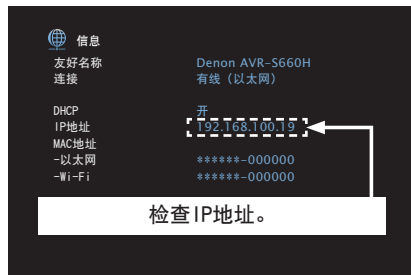 信息
友好名称 Denon AVR-S660H
连接 有线（以太网）
DHCP 开
IP地址 192.168.100.19
MAC地址
-以太网 ******-000000
-Wi-Fi ******-000000
检查IP地址。